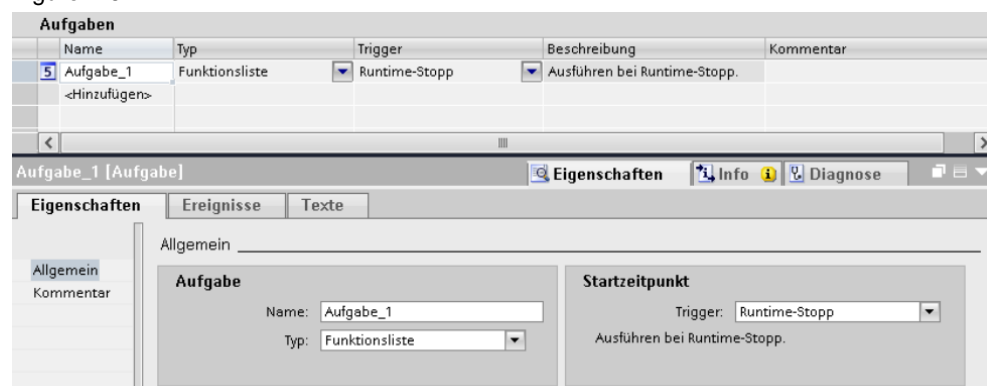 Aufgaben
Name Typ Trigger Beschreibung Kommentar
5 Aufgabe_1 Funktionsliste Runtime-Stopp Ausführen bei Runtime-Stopp.
<Hinzufügen>
Aufgabe_1 [Aufgabe] Eigenschaften Info Diagnose
Eigenschaften Ereignisse Texte
Allgemein
Allgemein
Kommentar
Aufgabe
Name: Aufgabe_1
Typ: Funktionsliste
Startzeitpunkt
Trigger: Runtime-Stopp
Ausführen bei Runtime-Stopp.